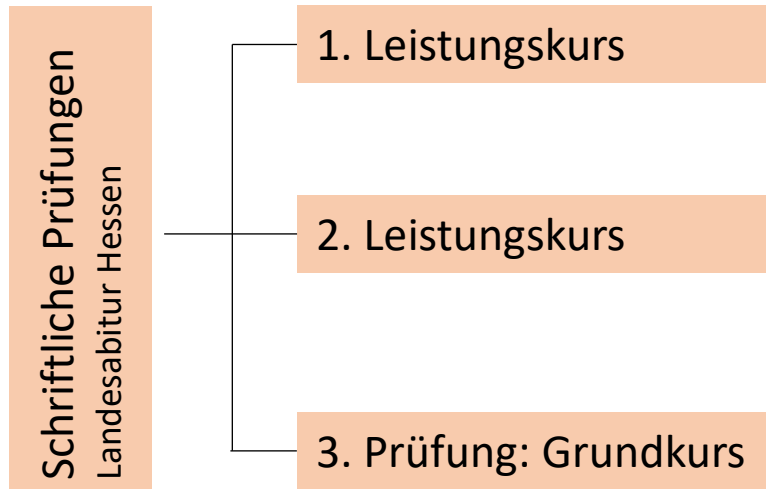 Schriftliche Prüfungen
Landesabitur Hessen
1. Leistungskurs
2. Leistungskurs
3. Prüfung: Grundkurs